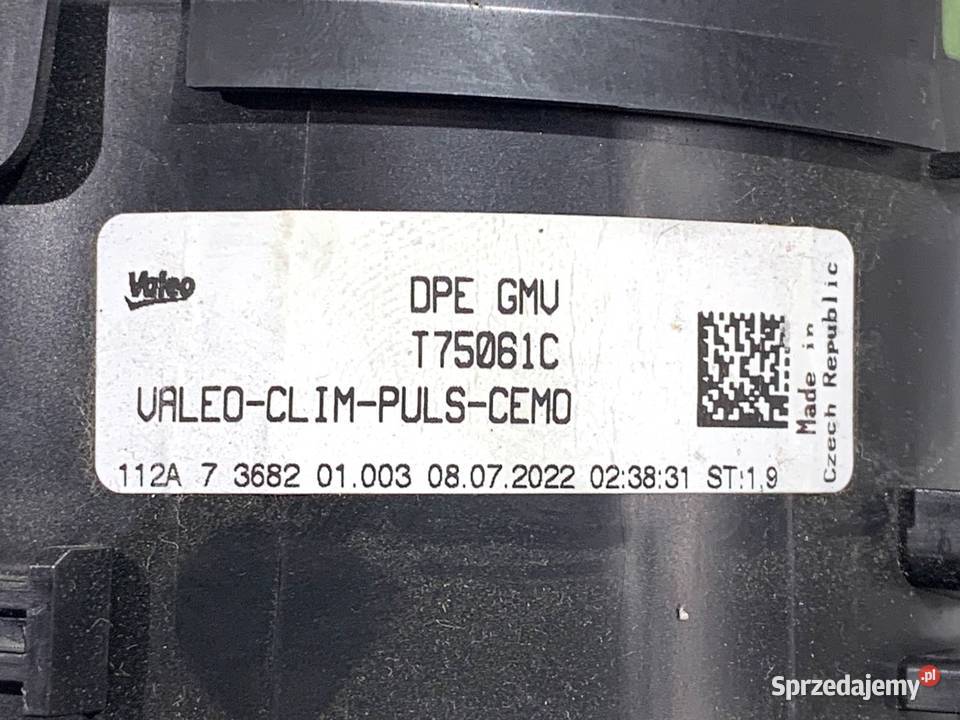 Valeo
DPE GMV
T75061C
VALEO-CLIM-PULS-CEMO
112A 7 3682 01.003 08.07.2022 02:38:31 ST:1,9
Made in
Czech Republic
Sprzedajemy.pl